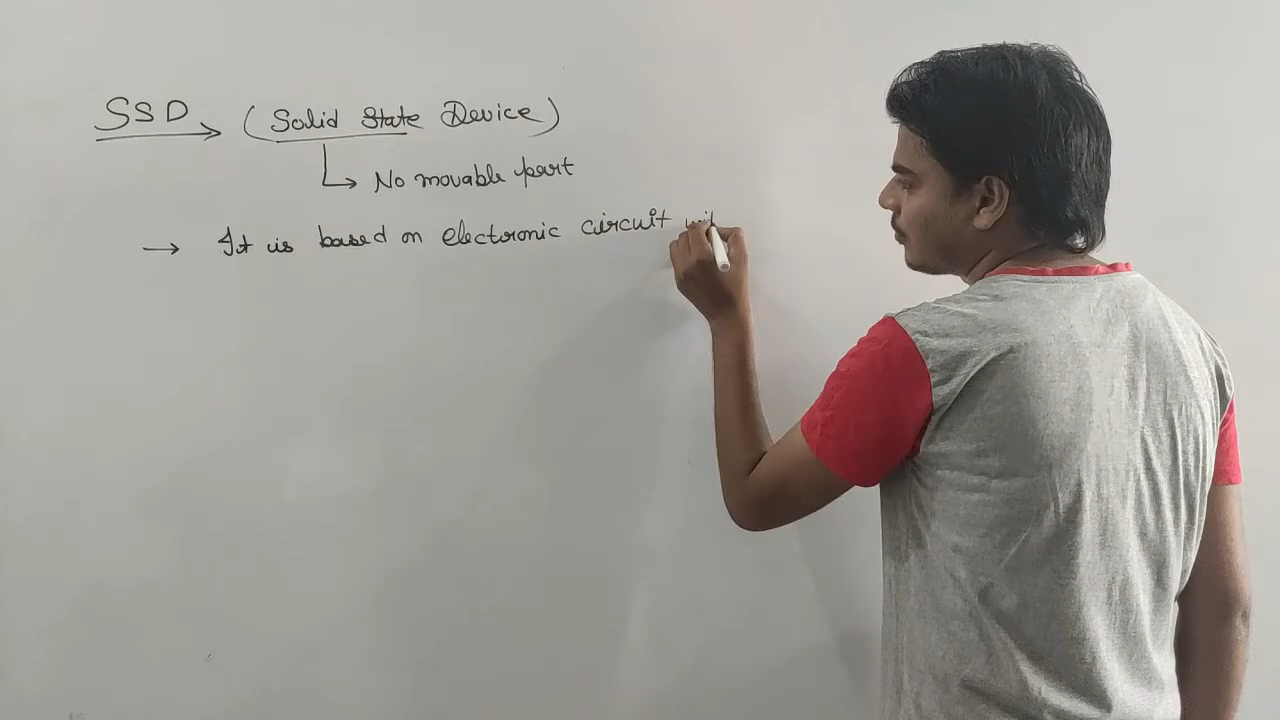 SSD → (Solid State Device)
↳ No movable part
→ It is based on electronic circuit